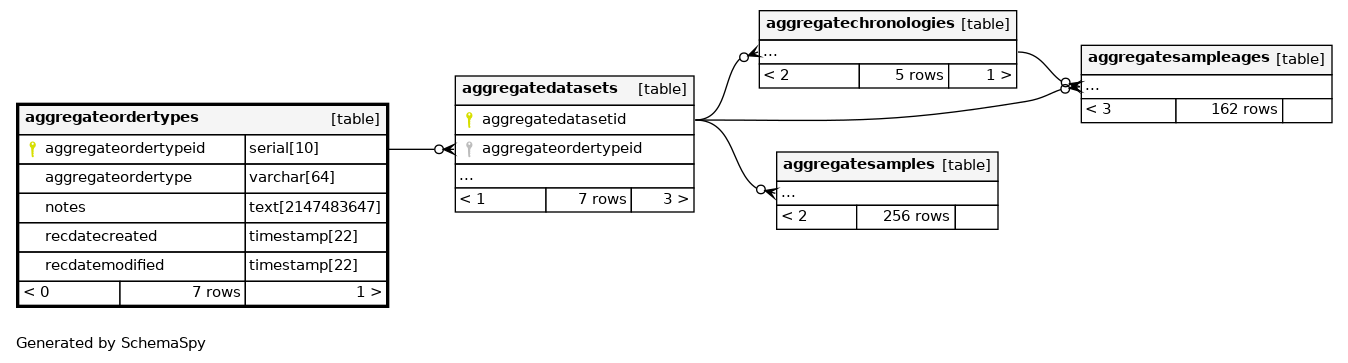 aggregateordertypes [table]
aggregateordertypeid serial[10]
aggregateordertype varchar[64]
notes text[2147483647]
recdatecreated timestamp[22]
recdatemodified timestamp[22]
< 0 7 rows 1 >
aggregatedatasets [table]
aggregatedatasetid
aggregateordertypeid
...
< 1 7 rows 3 >
aggregatechronologies [table]
...
< 2 5 rows 1 >
aggregatesamples [table]
...
< 2 256 rows
aggregatesampleages [table]
...
< 3 162 rows
Generated by SchemaSpy